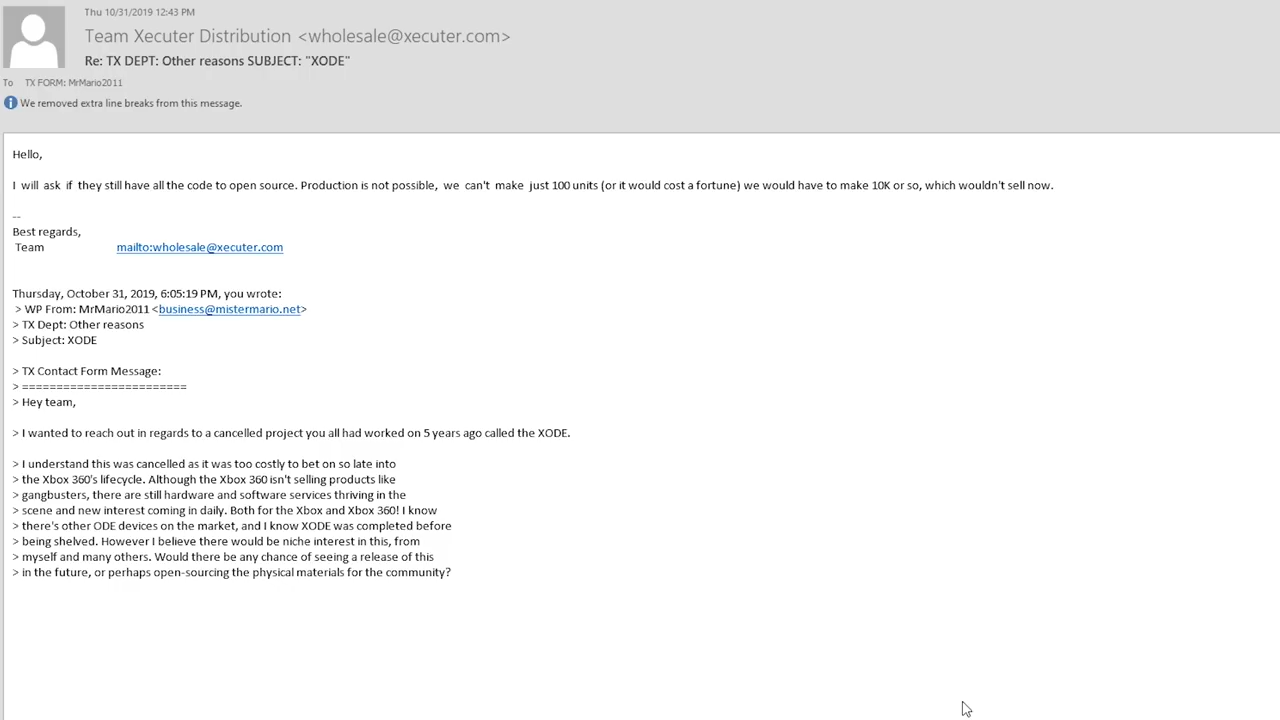 Thu 10/31/2019 12:43 PM
Team Xecuter Distribution <wholesale@xecuter.com>
Re: TX DEPT: Other reasons SUBJECT: "XODE"
To TX FORM: MrMario2011
We removed extra line breaks from this message.
Hello,
I will ask if they still have all the code to open source. Production is not possible, we can't make just 100 units (or it would cost a fortune) we would have to make 10K or so, which wouldn't sell now.
--
Best regards,
Team mailto:wholesale@xecuter.com
Thursday, October 31, 2019, 6:05:19 PM, you wrote:
> WP From: MrMario2011 <business@mistermario.net>
> TX Dept: Other reasons
> Subject: XODE
> TX Contact Form Message:
> ========================
> Hey team,
> I wanted to reach out in regards to a cancelled project you all had worked on 5 years ago called the XODE.
> I understand this was cancelled as it was too costly to bet on so late into
> the Xbox 360's lifecycle. Although the Xbox 360 isn't selling products like
> gangbusters, there are still hardware and software services thriving in the
> scene and new interest coming in daily. Both for the Xbox and Xbox 360! I know
> there's other ODE devices on the market, and I know XODE was completed before
> being shelved. However I believe there would be niche interest in this, from
> myself and many others. Would there be any chance of seeing a release of this
> in the future, or perhaps open-sourcing the physical materials for the community?